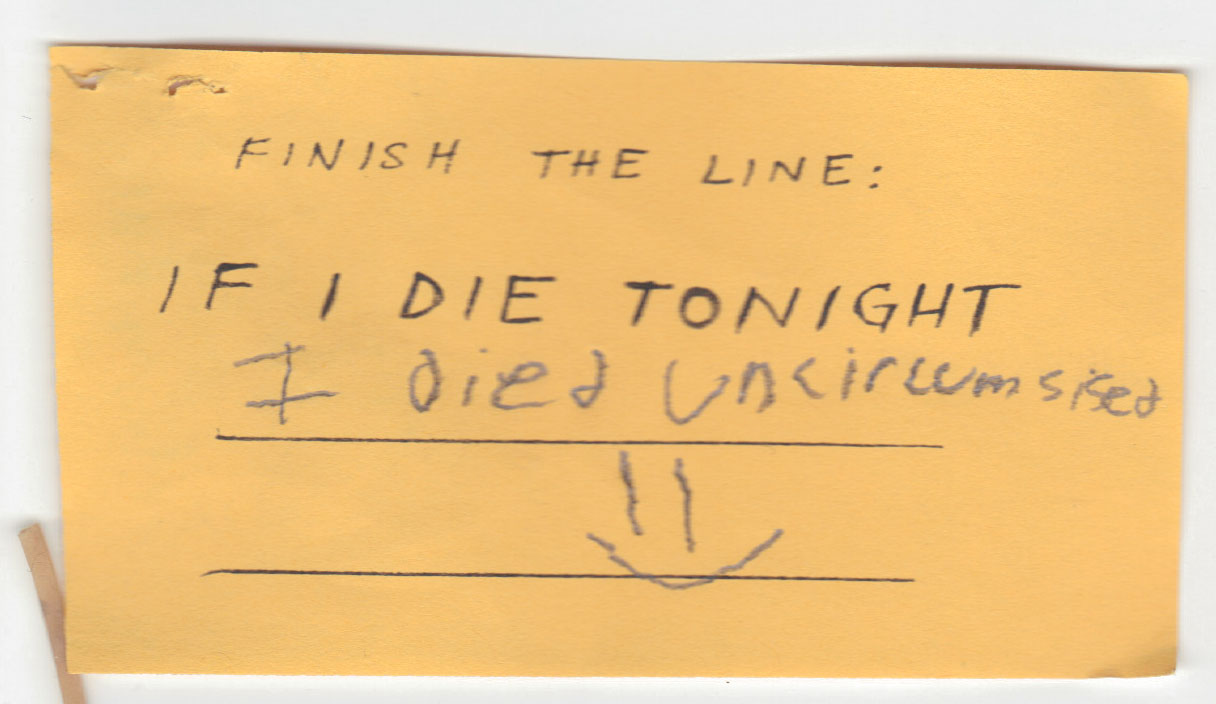 FINISH THE LINE:
IF I DIE TONIGHT
I died uncircumsised